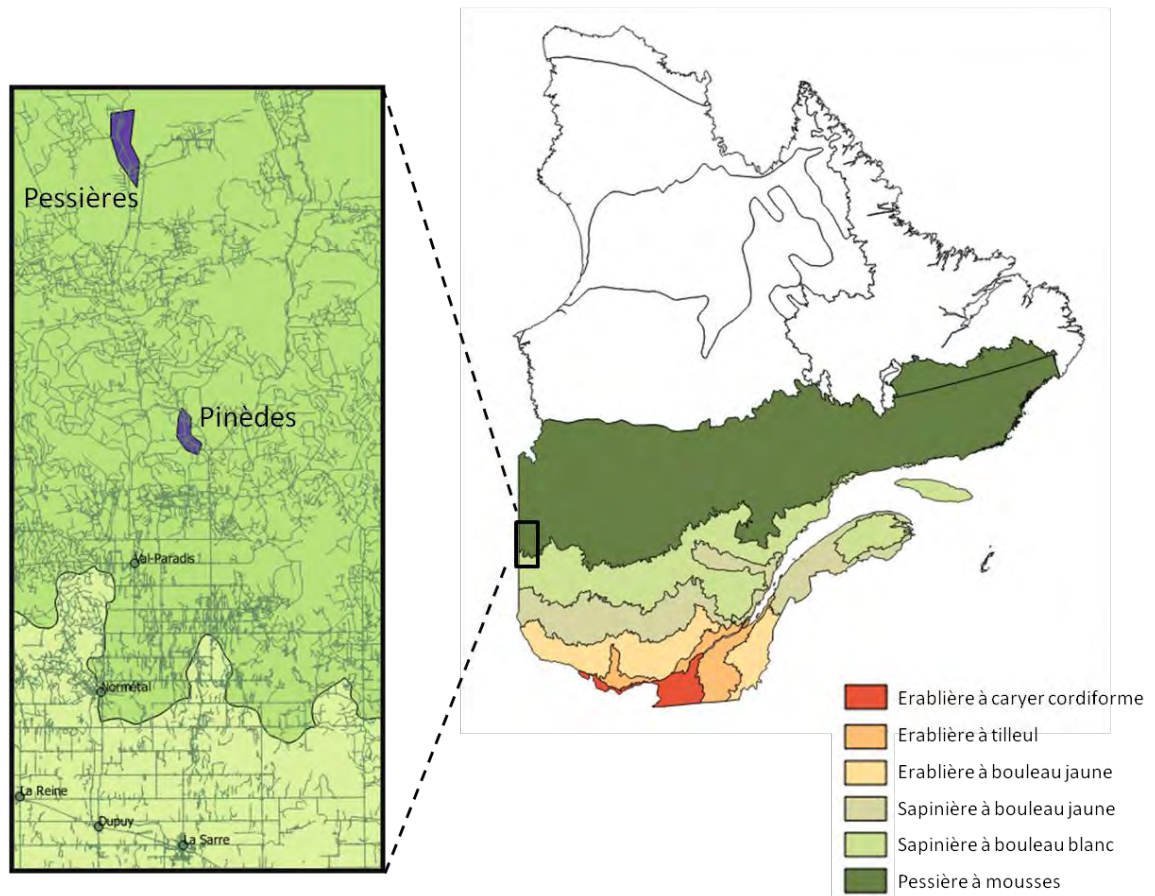 Pessières
Pinèdes
Val-Paradis
Normétal
La Reine
Dupuy
La Sarre
Erablière à caryer cordiforme
Erablière à tilleul
Erablière à bouleau jaune
Sapinière à bouleau jaune
Sapinière à bouleau blanc
Pessière à mousses